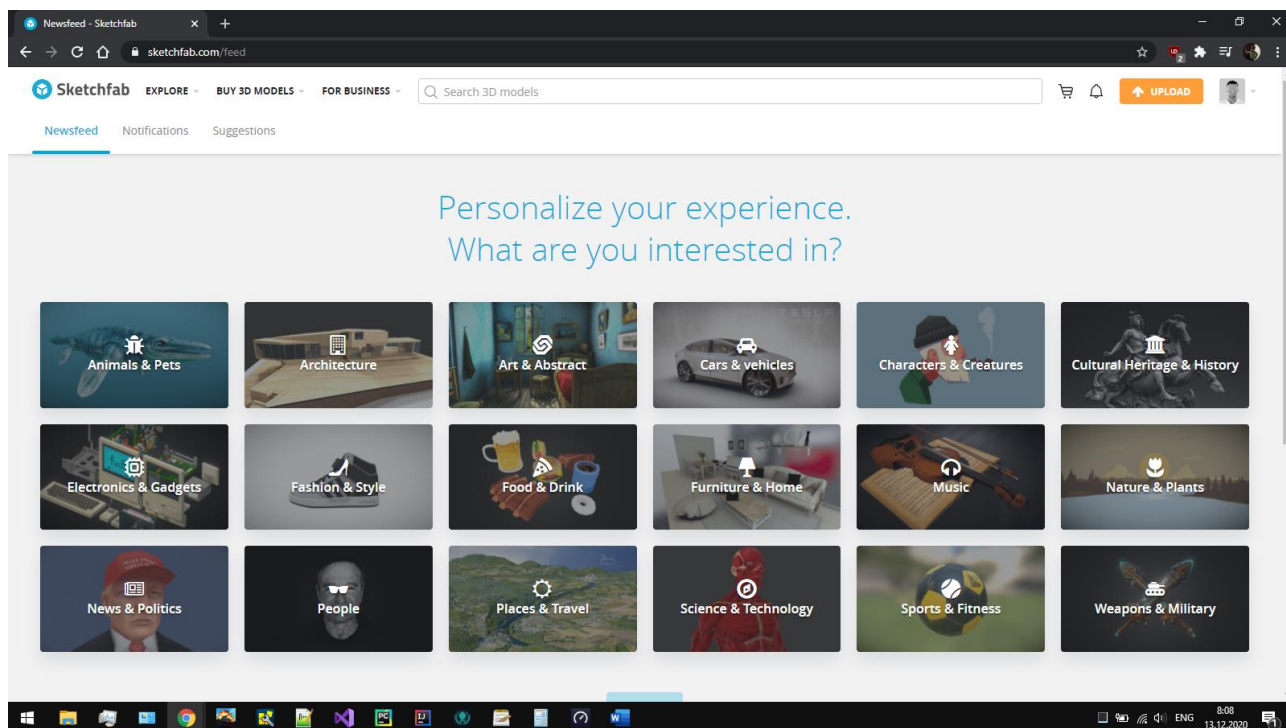 Newsfeed - Sketchfab
sketchfab.com/feed
2
Sketchfab EXPLORE BUY 3D MODELS FOR BUSINESS Search 3D models UPLOAD
Newsfeed Notifications Suggestions
Personalize your experience.
What are you interested in?
TESLA
Animals & Pets Architecture Art & Abstract Cars & vehicles Characters & Creatures Cultural Heritage & History
Electronics & Gadgets Fashion & Style Food & Drink Furniture & Home Music Nature & Plants
News & Politics People Places & Travel Science & Technology Sports & Fitness Weapons & Military
ENG 8:08
13.12.2020